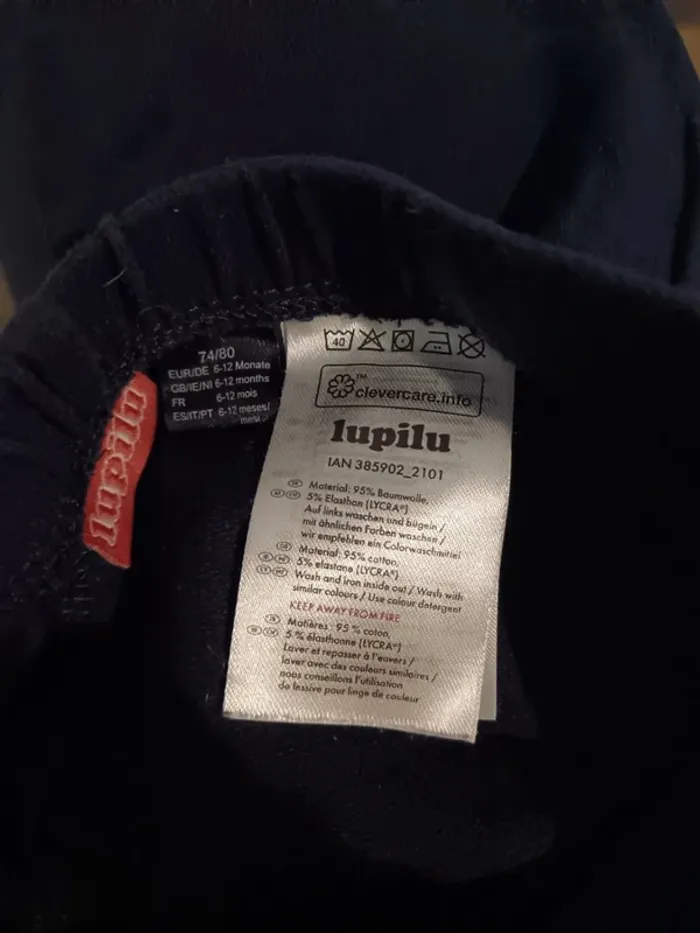 74/80
EUR/DE 6-12 Monate
GB/IE/NI 6-12 months
FR 6-12 mois
ES/IT/PT 6-12 meses/
mesi
lupilu
40
™
clevercare.info
lupilu
IAN 385902_2101
Material: 95% Baumwolle,
5% Elasthan (LYCRA®)
Auf links waschen und bügeln /
mit ähnlichen Farben waschen /
wir empfehlen ein Colorwaschmittel
Material: 95% cotton,
5% elastane (LYCRA®)
Wash and iron inside out / Wash with
similar colours / Use colour detergent
KEEP AWAY FROM FIRE
Matières : 95 % coton,
5 % élasthanne (LYCRA®)
Laver et repasser à l'envers /
laver avec des couleurs similaires /
nous conseillons l'utilisation
de lessive pour linge de couleur